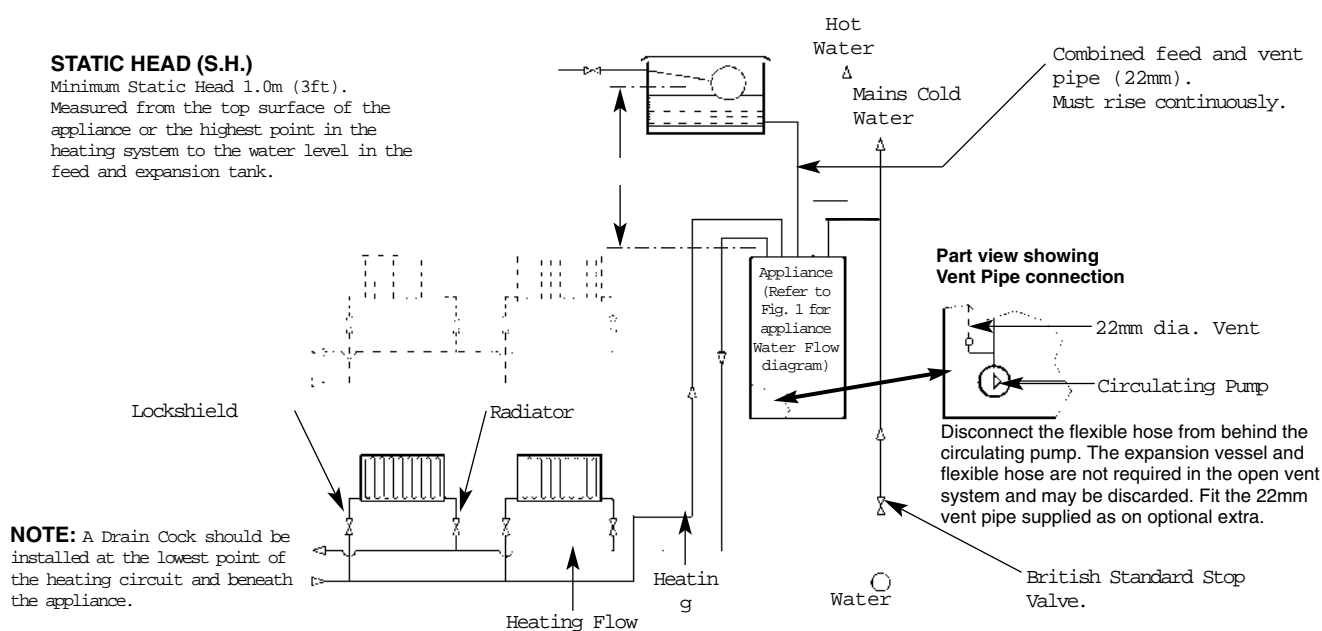 STATIC HEAD (S.H.)
Minimum Static Head 1.0m (3ft).
Measured from the top surface of the
appliance or the highest point in the
heating system to the water level in the
feed and expansion tank.
Hot
Water
Mains Cold
Water
Combined feed and vent
pipe (22mm).
Must rise continuously.
Appliance
(Refer to
Fig. 1 for
appliance
Water Flow
diagram)
Part view showing
Vent Pipe connection
22mm dia. Vent
Circulating Pump
Disconnect the flexible hose from behind the
circulating pump. The expansion vessel and
flexible hose are not required in the open vent
system and may be discarded. Fit the 22mm
vent pipe supplied as on optional extra.
Lockshield
Radiator
NOTE: A Drain Cock should be
installed at the lowest point of
the heating circuit and beneath
the appliance.
Heating Flow
Heatin
g
Water
British Standard Stop
Valve.